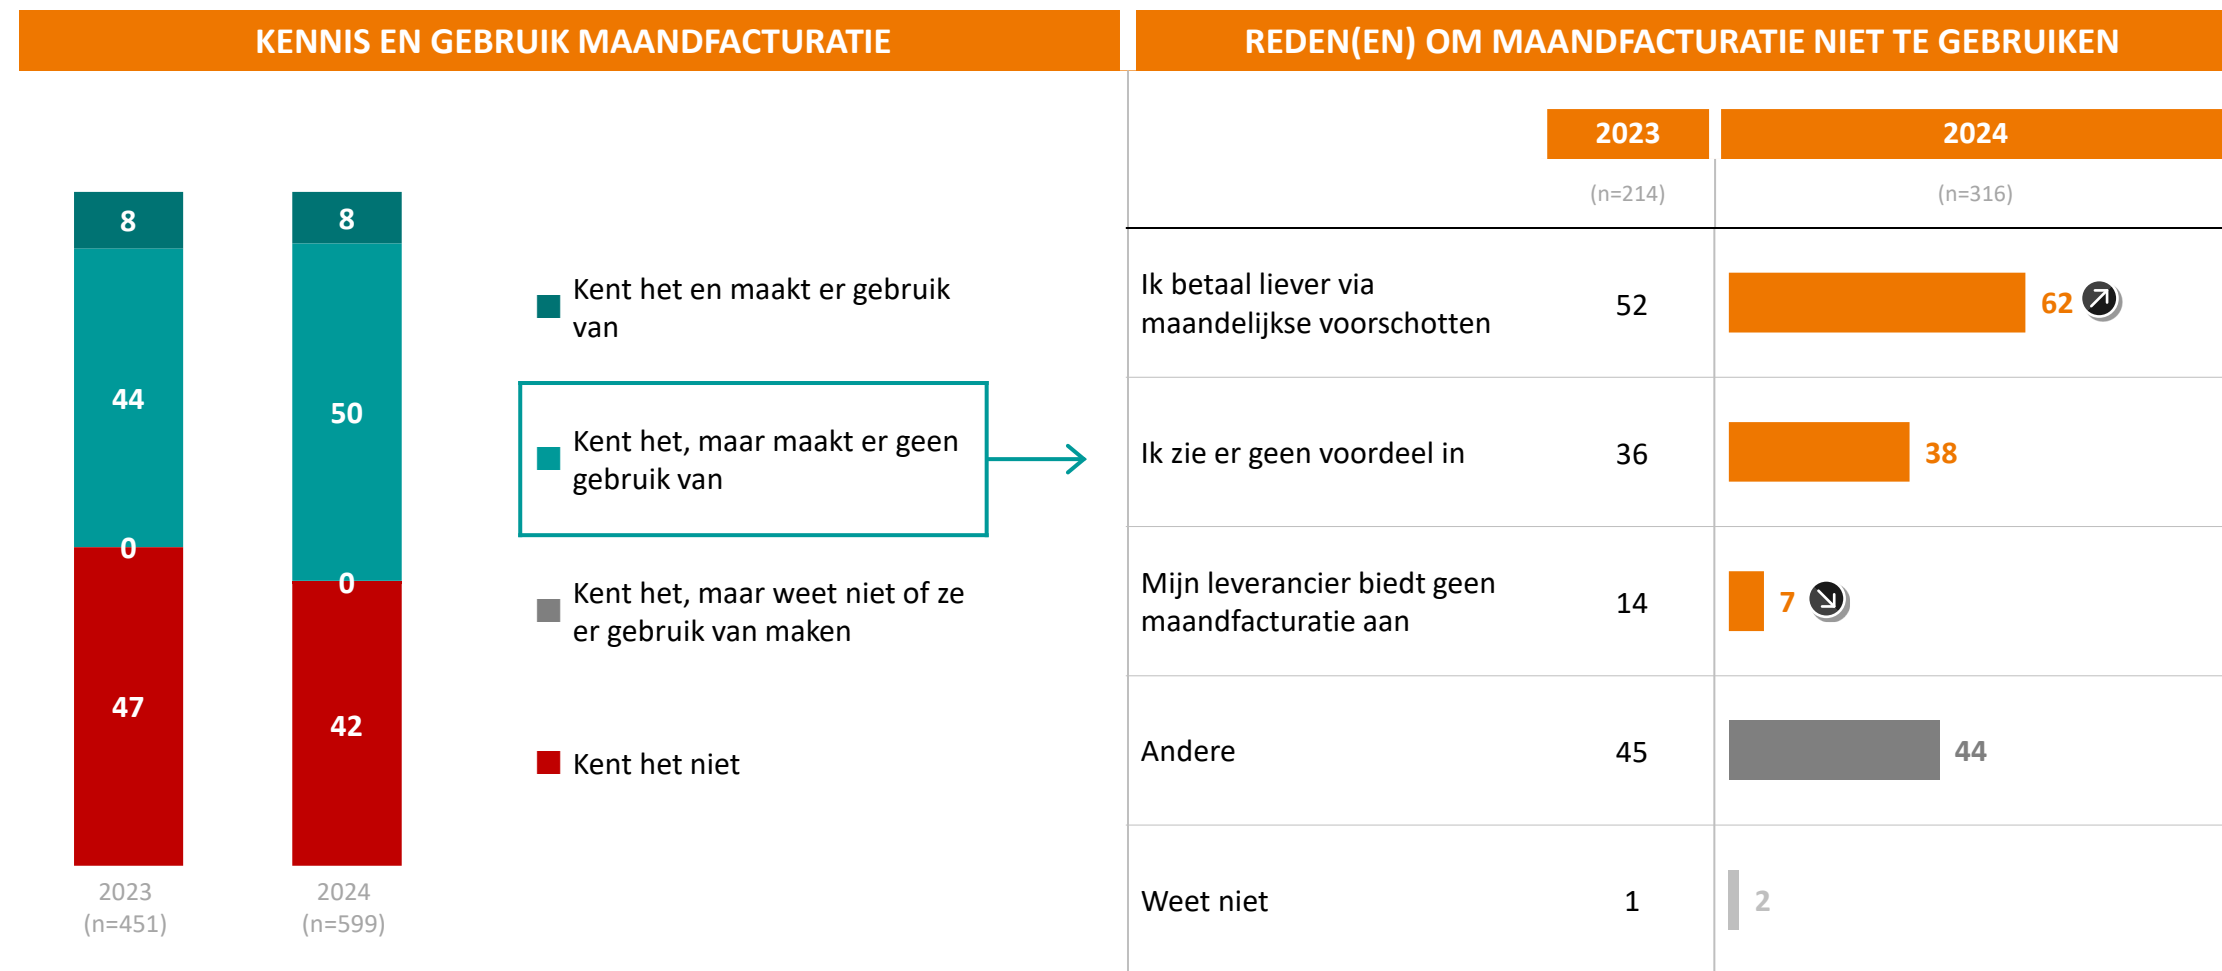 KENNIS EN GEBRUIK MAANDFACTURATIE
8
44
0
47
2023
(n=451)
8
50
0
42
2024
(n=599)
Kent het en maakt er gebruik
van
Kent het, maar maakt er geen
gebruik van
Kent het, maar weet niet of ze
er gebruik van maken
Kent het niet
REDEN(EN) OM MAANDFACTURATIE NIET TE GEBRUIKEN
2023 2024
(n=214) (n=316)
Ik betaal liever via
maandelijkse voorschotten
52 62
Ik zie er geen voordeel in 36 38
Mijn leverancier biedt geen
maandfacturatie aan
14 7
Andere 45 44
Weet niet 1 2